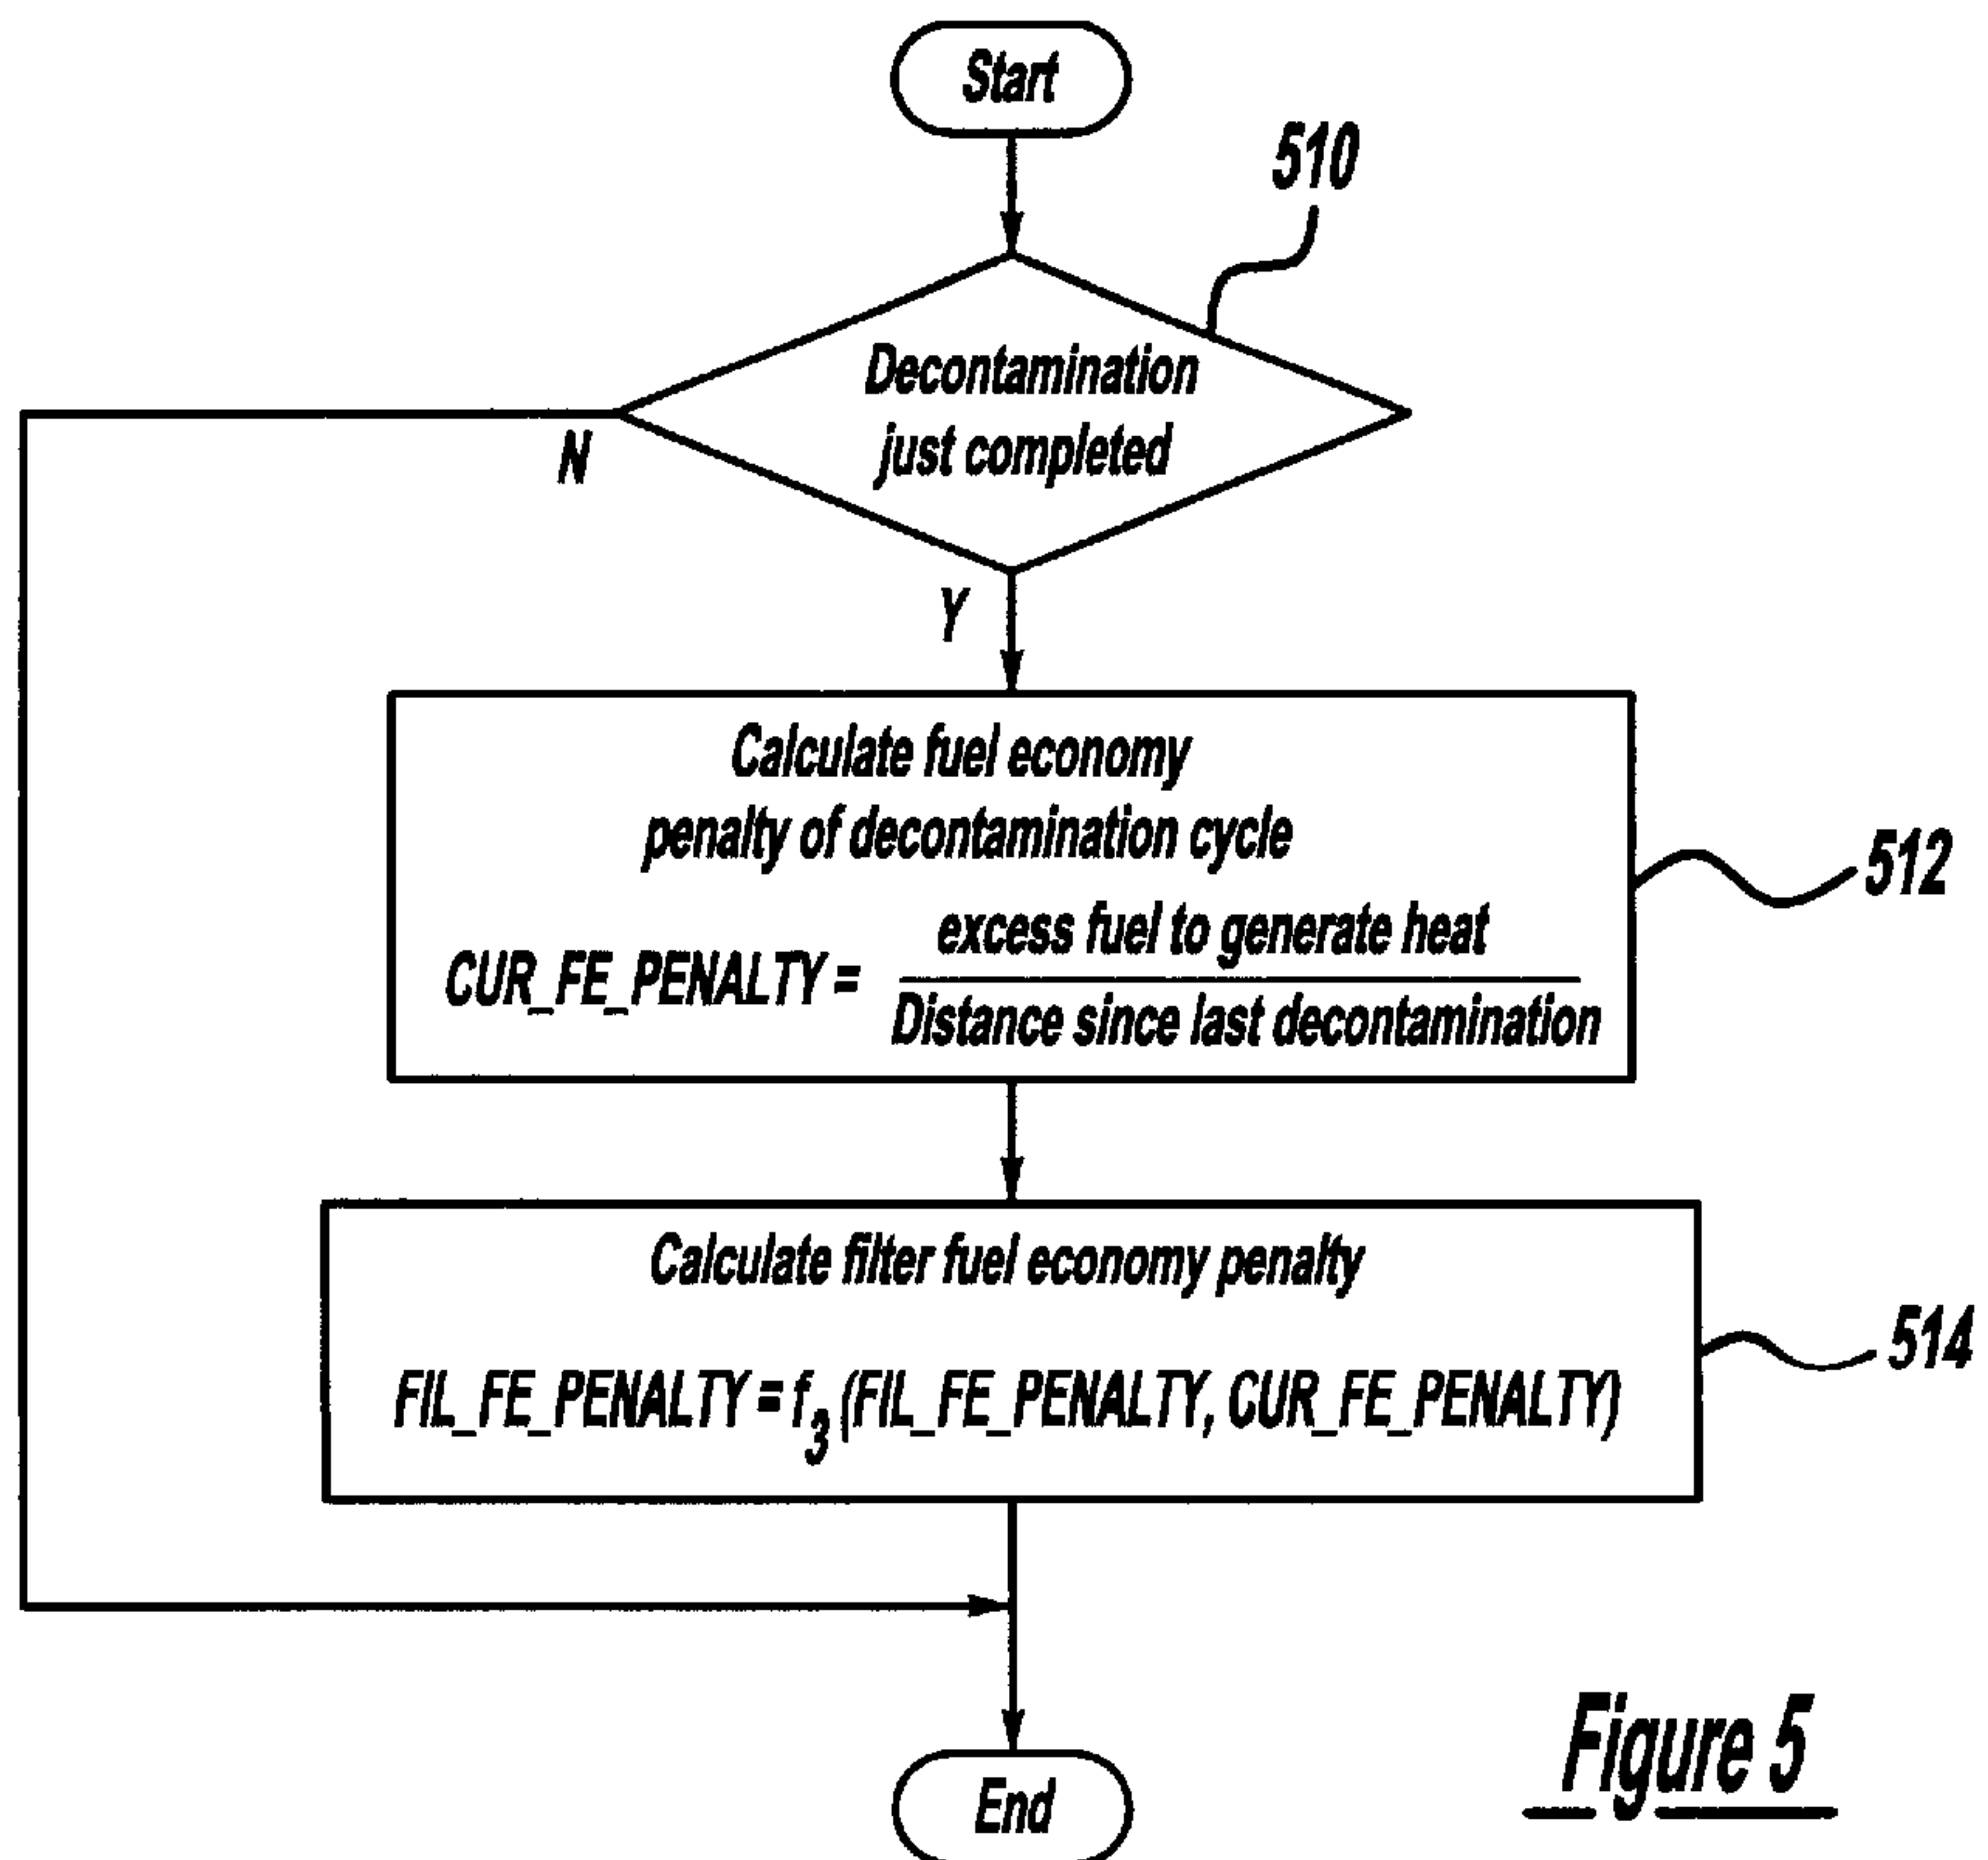 Start
510
Decontamination
just completed
N
Y
Calculate fuel economy
penalty of decontamination cycle
CUR_FE_PENALTY = excess fuel to generate heat
Distance since last decontamination
512
Calculate filter fuel economy penalty
FIL_FE_PENALTY = f3 (FIL_FE_PENALTY, CUR_FE_PENALTY)
514
End
Figure 5